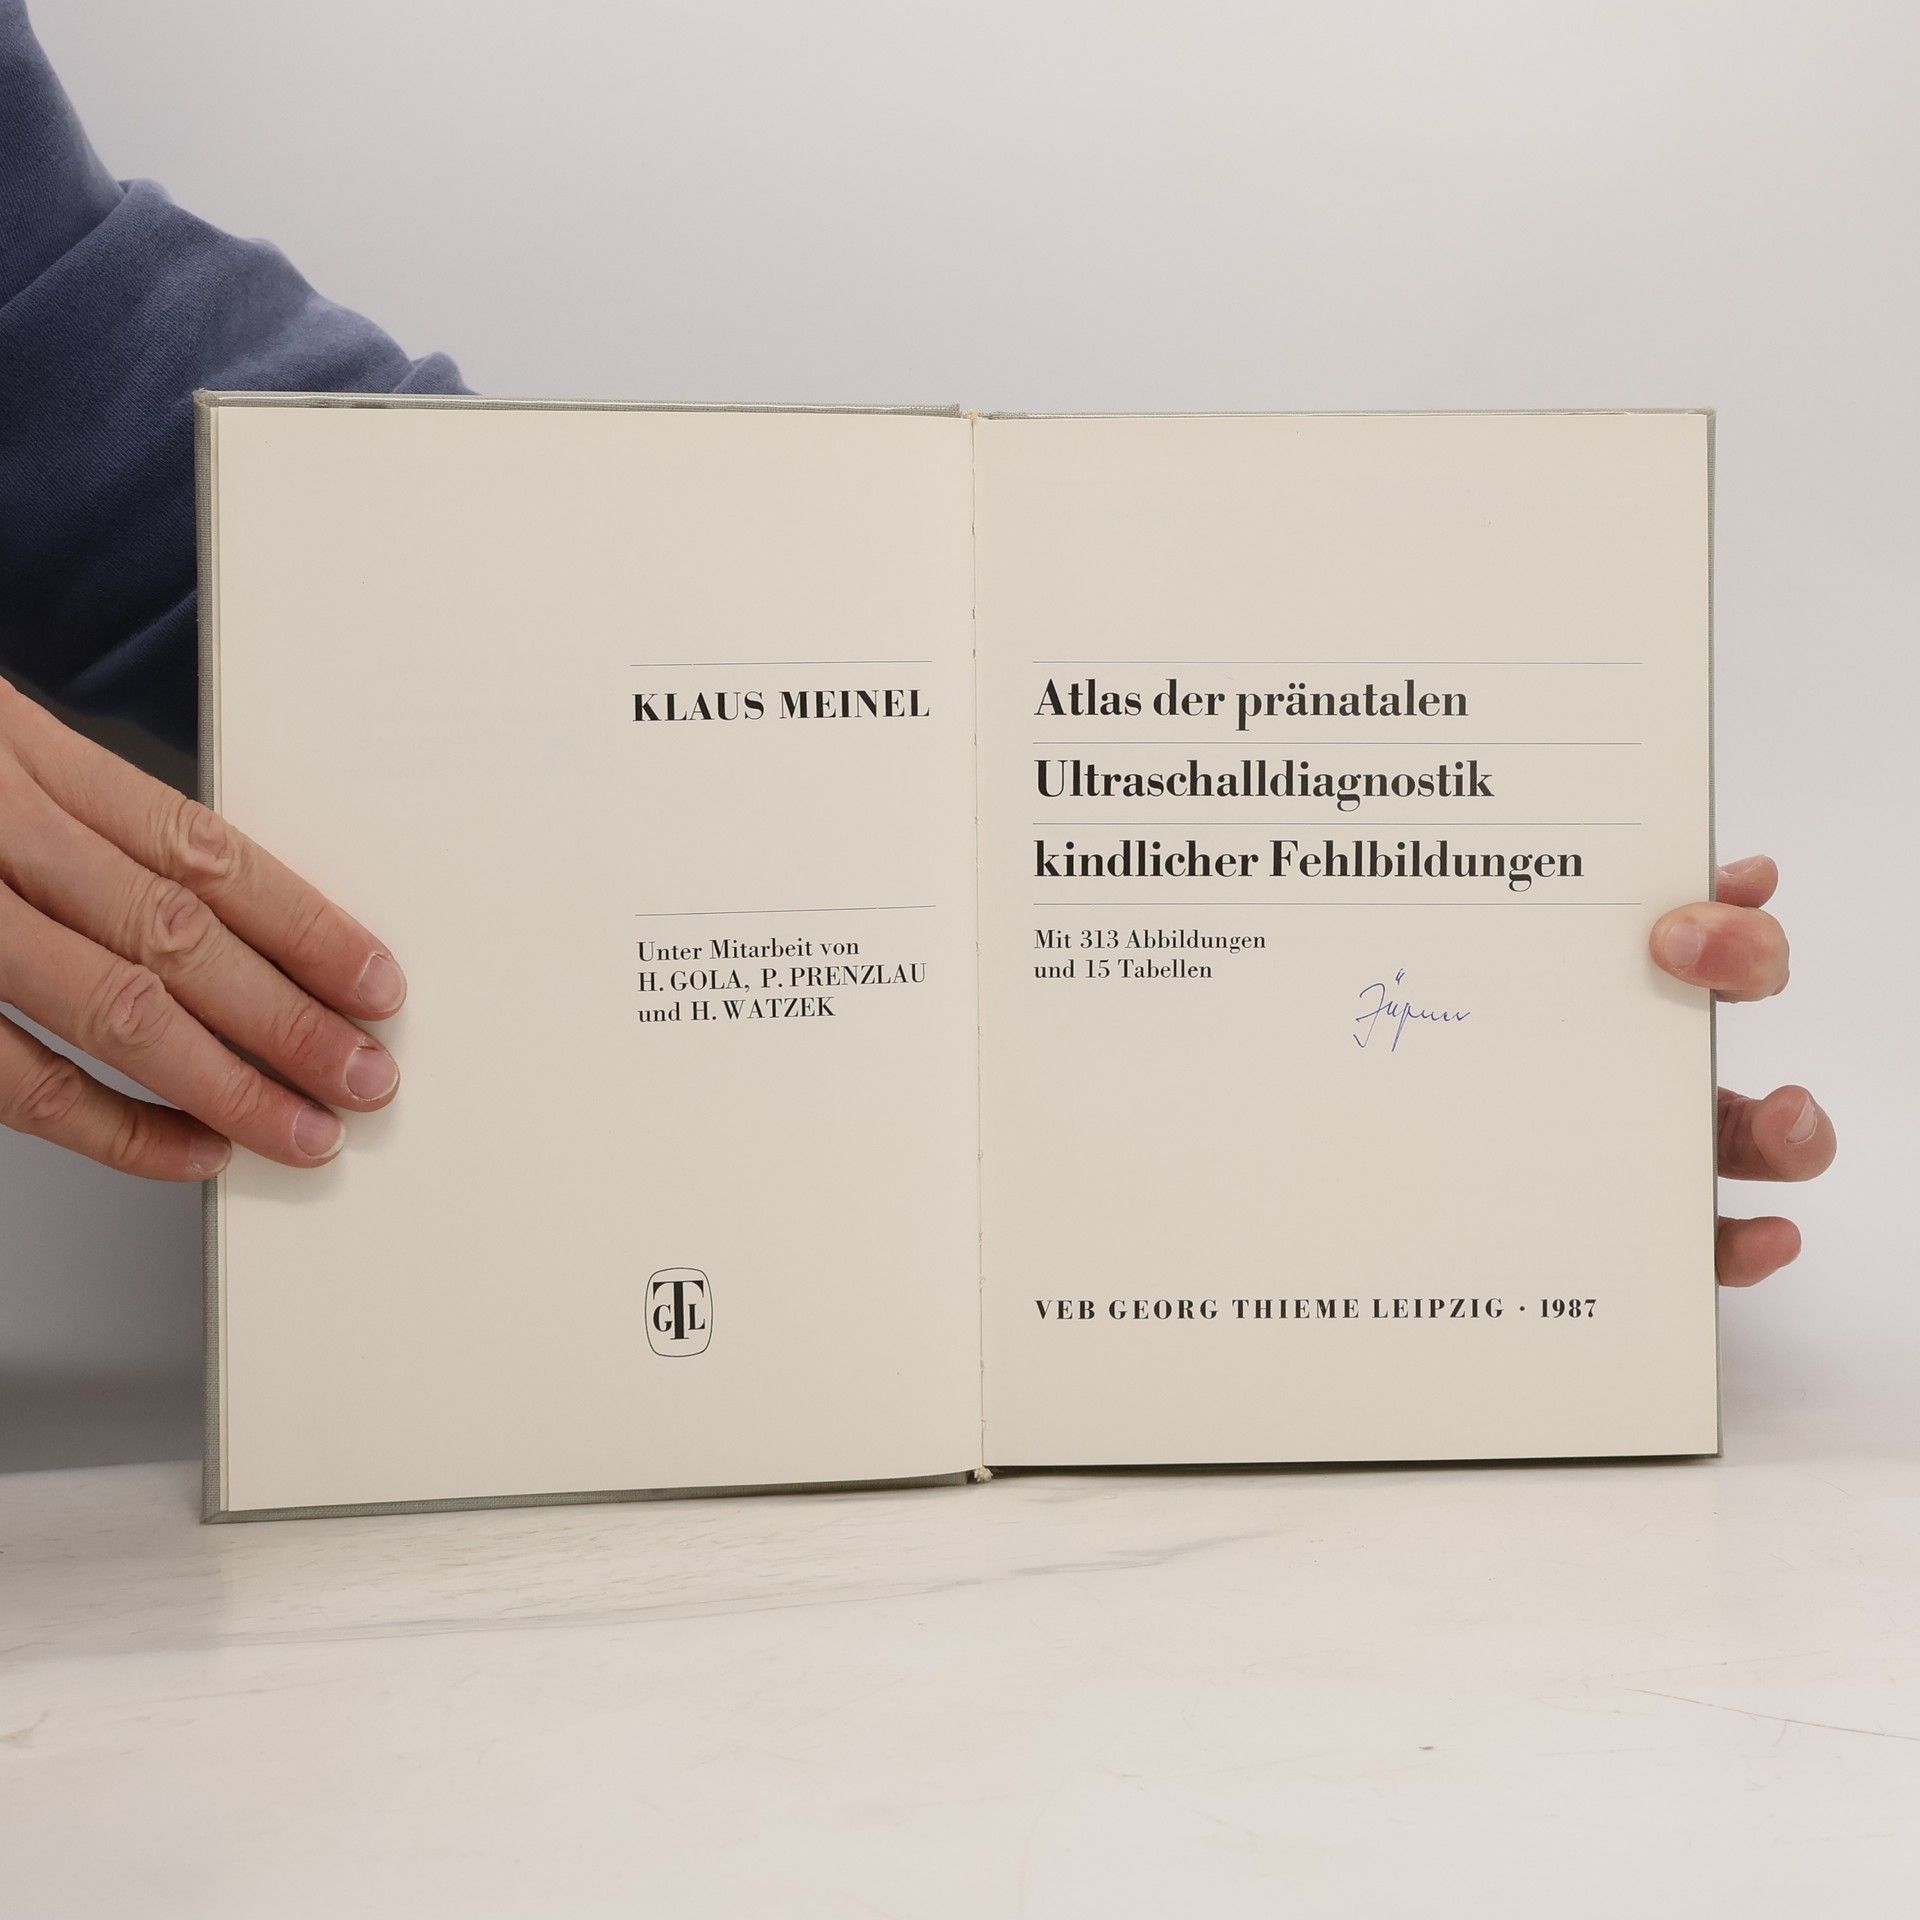 KLAUS MEINEL
Unter Mitarbeit von
H. GOLA, P. PRENZLAU
und H. WATZEK
GTL
Atlas der pränatalen
Ultraschalldiagnostik
kindlicher Fehlbildungen
Mit 313 Abbildungen
und 15 Tabellen
VEB GEORG THIEME LEIPZIG · 1987